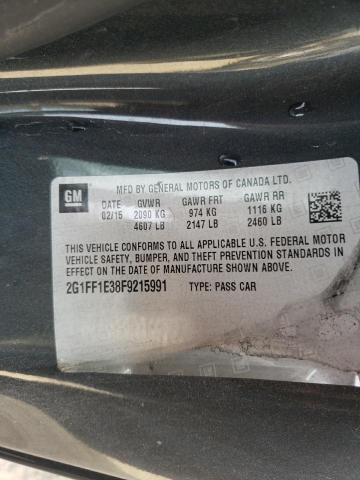 GM
MFD BY GENERAL MOTORS OF CANADA LTD.
DATE GVWR GAWR FRT GAWR RR
02/15 2090 KG 974 KG 1116 KG
4607 LB 2147 LB 2460 LB
THIS VEHICLE CONFORMS TO ALL APPLICABLE U.S. FEDERAL MOTOR
VEHICLE SAFETY, BUMPER, AND THEFT PREVENTION STANDARDS IN
EFFECT ON THE DATE OF MANUFACTURE SHOWN ABOVE.
2G1FF1E38F9215991 TYPE: PASS CAR